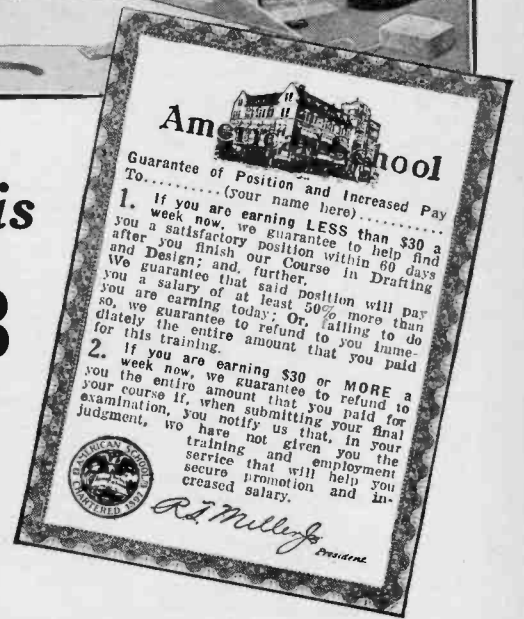 is
American School
Guarantee of Position and Increased Pay
To..........(your name here)...........
1. If you are earning LESS than $30 a
week now, we guarantee to help find
you a satisfactory position within 60 days
after you finish our Course in Drafting
and Design; and, further,
We guarantee that said position will pay
you a salary of at least 50% more than
you are earning today; Or, failing to do
so, we guarantee to refund to you imme-
diately the entire amount that you paid
for this training.
2. If you are earning $30 or MORE a
week now, we guarantee to refund to
you the entire amount that you paid for
your course if, when submitting your final
examination, you notify us that, in your
judgment, we have not given you the
training and employment
service that will help you
secure promotion and in-
creased salary.
AMERICAN SCHOOL
CHARTERED 1897
R T Miller Jr
President